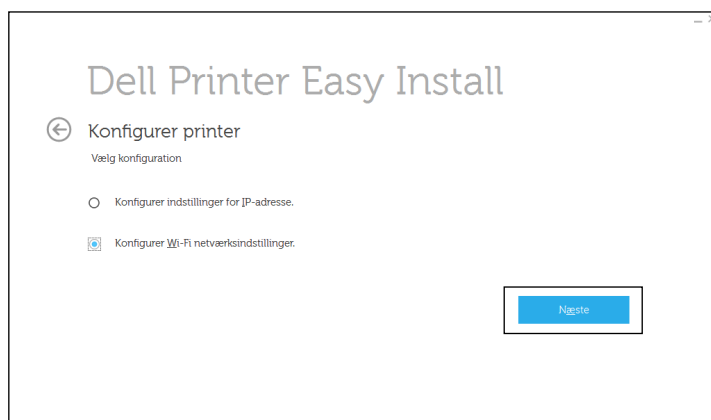 Dell Printer Easy Install
Konfigurer printer
Vælg konfiguration
Konfigurer indstillinger for IP-adresse.
Konfigurer Wi-Fi netværksindstillinger.
Næste